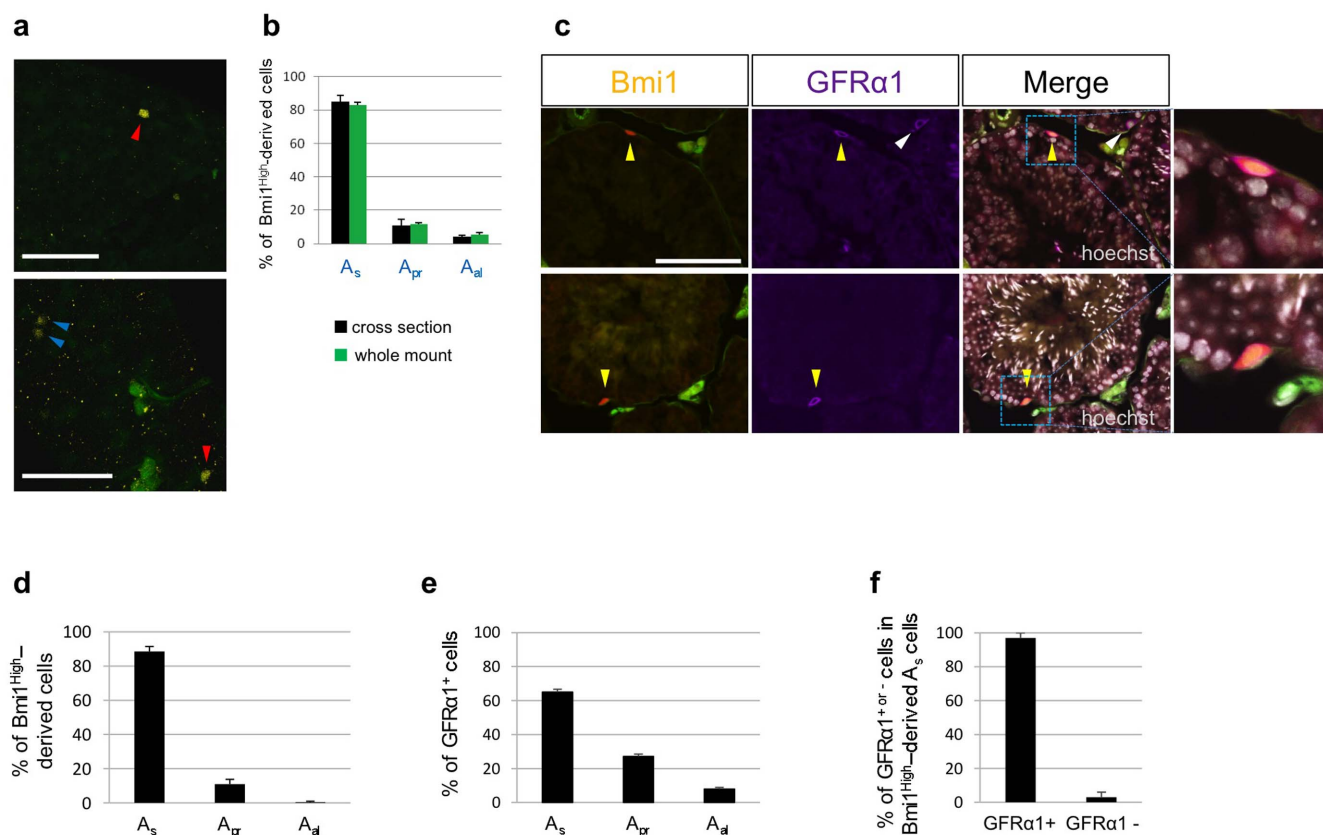 a
b
% of Bmi1High-derived cells
100
80
60
40
20
0
As
Apr
Aal
cross section
whole mount
c
Bmi1
GFRα1
Merge
hoechst
hoechst
d
% of Bmi1High–
derived cells
100
80
60
40
20
0
As
Apr
Aal
e
% of GFRα1+ cells
100
80
60
40
20
0
As
Apr
Aal
f
% of GFRα1+ or - cells in
Bmi1High–derived As cells
100
80
60
40
20
0
GFRα1+ GFRα1 -